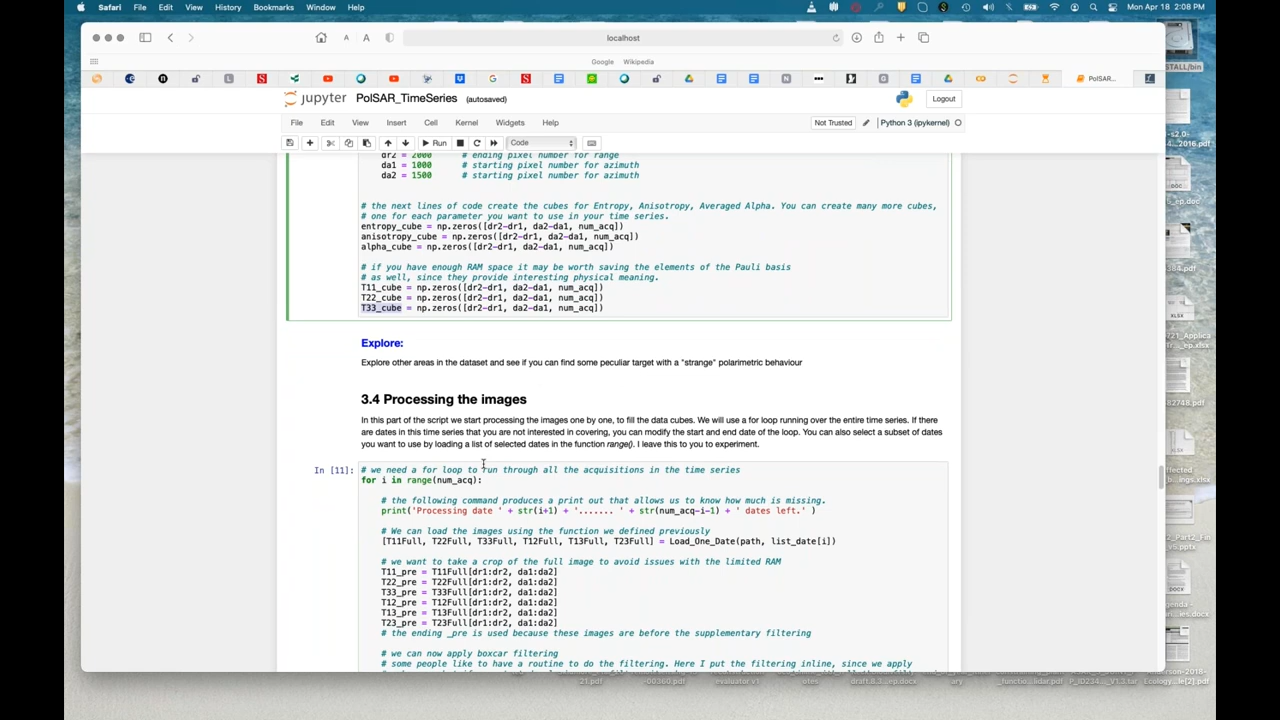 Safari File Edit View History Bookmarks Window Help Mon Apr 18 2:08 PM
localhost
Google Wikipedia
PolSAR...
jupyter PolSAR_TimeSeries (autosaved) Logout
File Edit View Insert Cell Kernel Widgets Help Not Trusted Python 3 (ipykernel)
Run Code
dr2 = 2000 # ending pixel number for range
da1 = 1000 # starting pixel number for azimuth
da2 = 1500 # starting pixel number for azimuth
# the next lines of code create the cubes for Entropy, Anisotropy, Averaged Alpha. You can create many more cubes,
# one for each parameter you want to use in your time series.
entropy_cube = np.zeros([dr2-dr1, da2-da1, num_acq])
anisotropy_cube = np.zeros([dr2-dr1, da2-da1, num_acq])
alpha_cube = np.zeros([dr2-dr1, da2-da1, num_acq])
# if you have enough RAM space it may be worth saving the elements of the Pauli basis
# as well, since they provide interesting physical meaning.
T11_cube = np.zeros([dr2-dr1, da2-da1, num_acq])
T22_cube = np.zeros([dr2-dr1, da2-da1, num_acq])
T33_cube = np.zeros([dr2-dr1, da2-da1, num_acq])
Explore:
Explore other areas in the dataset and see if you can find some peculiar target with a "strange" polarimetric behaviour
3.4 Processing the images
In this part of the script we start processing the images one by one, to fill the data cubes. We will use a for loop running over the entire time series. If there
are dates in this time series that you are not interested in covering, you can modify the start and end date of the loop. You can also select a subset of dates
you want to use by loading a list of selected dates in the function range(). I leave this to you to experiment.
In [11]: # we need a for loop to run through all the acquisitions in the time series
for i in range(num_acq):
# the following command produces a print out that allows us to know how much is missing.
print('Processing date ' + str(i+1) + '....... ' + str(num_acq-i-1) + ' dates left.' )
# We can load the images using the function we defined previously
[T11Full, T22Full, T33Full, T12Full, T13Full, T23Full] = Load_One_Date(path, list_date[i])
# we want to take a crop of the full image to avoid issues with the limited RAM
T11_pre = T11Full[dr1:dr2, da1:da2]
T22_pre = T22Full[dr1:dr2, da1:da2]
T33_pre = T33Full[dr1:dr2, da1:da2]
T12_pre = T12Full[dr1:dr2, da1:da2]
T13_pre = T13Full[dr1:dr2, da1:da2]
T23_pre = T23Full[dr1:dr2, da1:da2]
# the ending _pre is used because these images are before the supplementary filtering
# we can now apply boxcar filtering
# some people like to have a routine to do the filtering. Here I put the filtering inline, since we apply